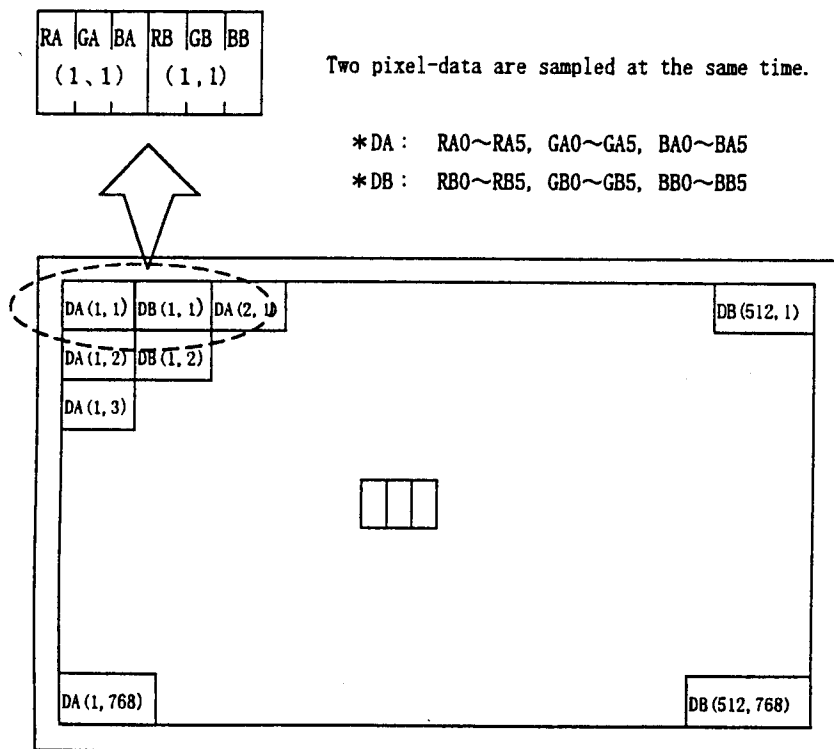 RA GA BA RB GB BB
(1、1) (1,1)
Two pixel-data are sampled at the same time.
*DA: RA0~RA5, GA0~GA5, BA0~BA5
*DB: RB0~RB5, GB0~GB5, BB0~BB5
DA(1,1) DB(1,1) DA(2,1) DB(512,1)
DA(1,2) DB(1,2)
DA(1,3)
DA(1,768) DB(512,768)